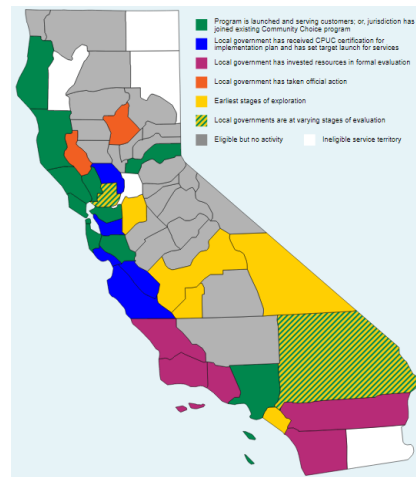 Program is launched and serving customers; or, jurisdiction has
joined existing Community Choice program
Local government has received CPUC certification for
implementation plan and has set target launch for services
Local government has invested resources in formal evaluation
Local government has taken official action
Earliest stages of exploration
Local governments are at varying stages of evaluation
Eligible but no activity
Ineligible service territory